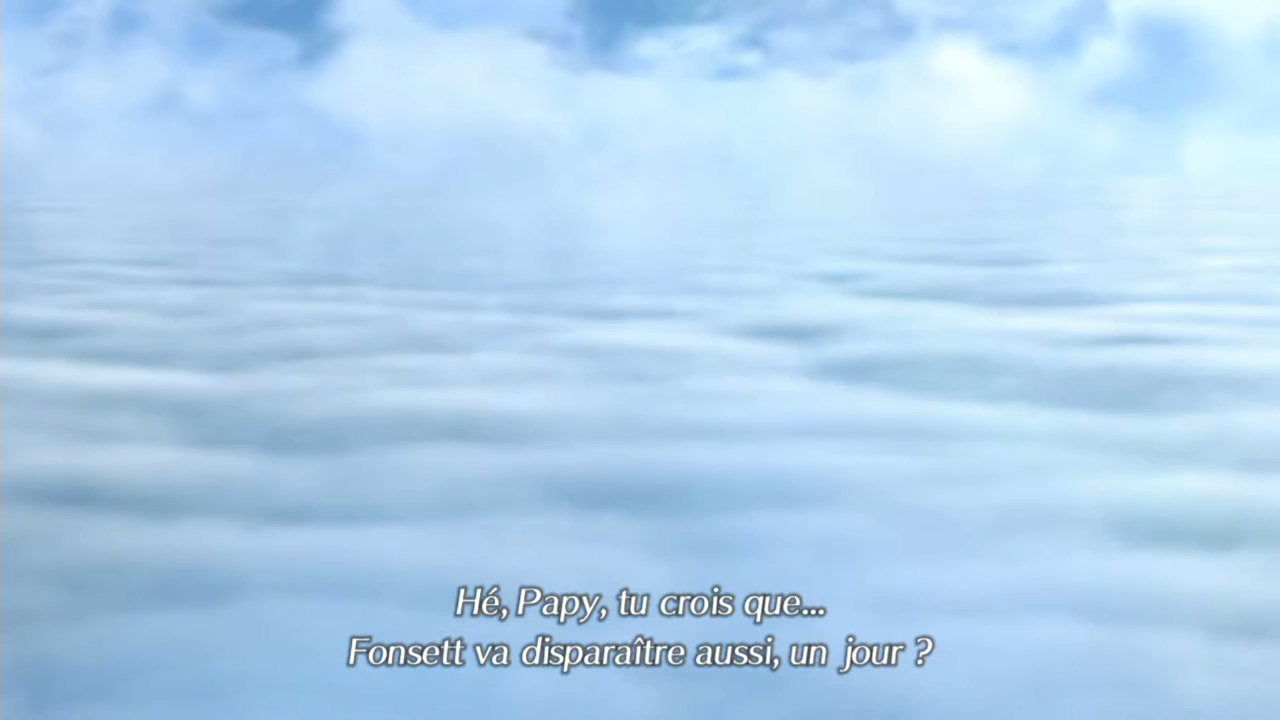 Hé, Papy, tu crois que...
Fonsett va disparaître aussi, un jour ?